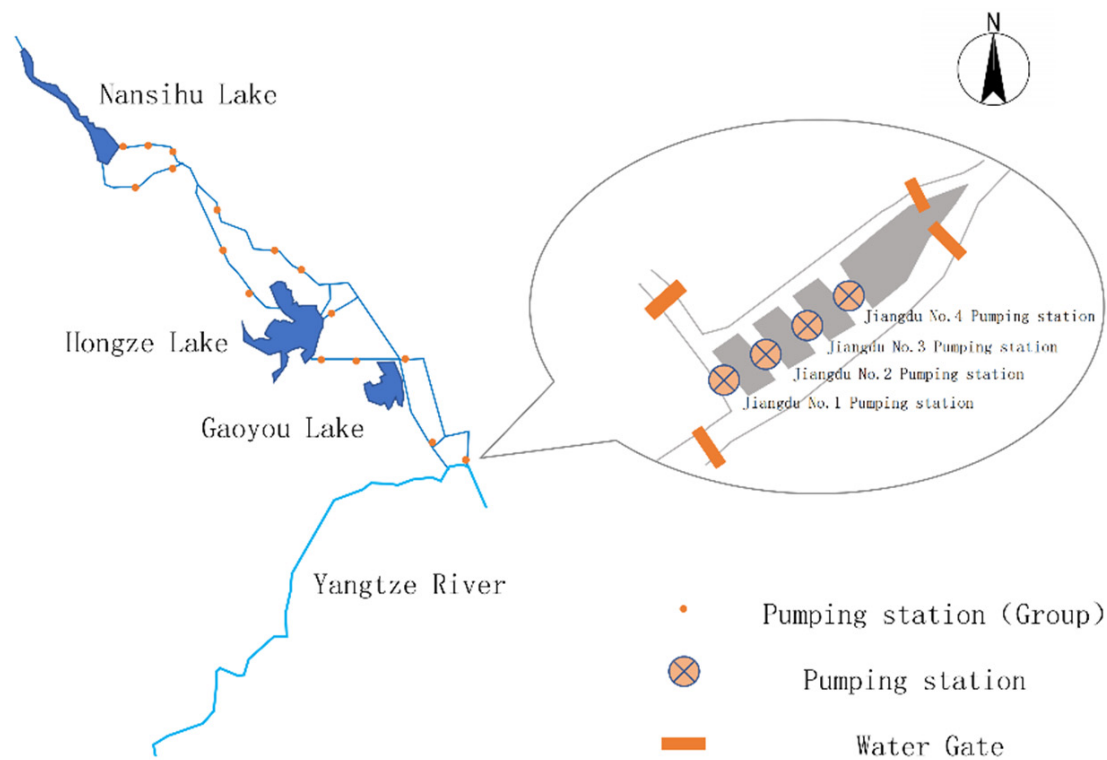 N
Nansihu Lake
Hongze Lake
Gaoyou Lake
Jiangdu No.4 Pumping station
Jiangdu No.3 Pumping station
Jiangdu No.2 Pumping station
Jiangdu No.1 Pumping station
Yangtze River
Pumping station (Group)
Pumping station
Water Gate